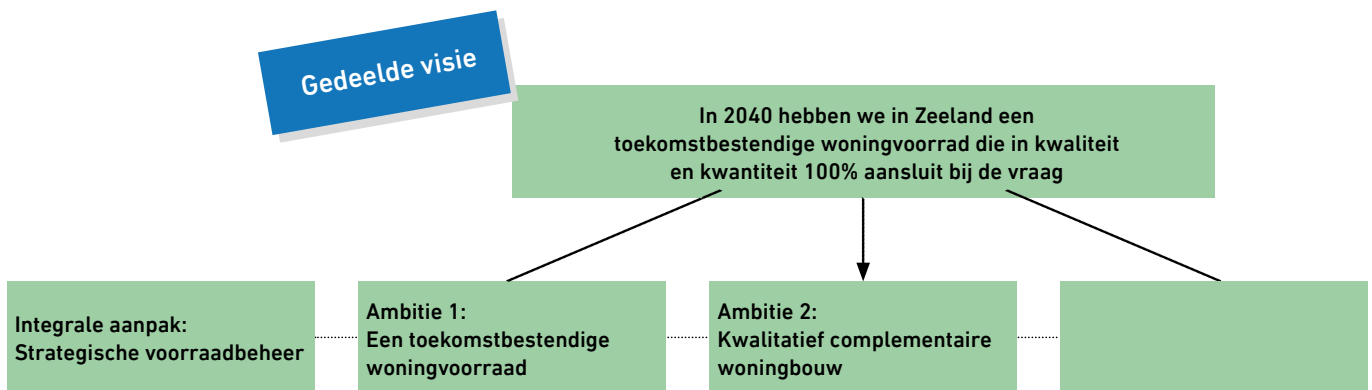 Gedeelde visie
In 2040 hebben we in Zeeland een
toekomstbestendige woningvoorrad die in kwaliteit
en kwantiteit 100% aansluit bij de vraag
Integrale aanpak:
Strategische voorraadbeheer
Ambitie 1:
Een toekomstbestendige
woningvoorraad
Ambitie 2:
Kwalitatief complementaire
woningbouw